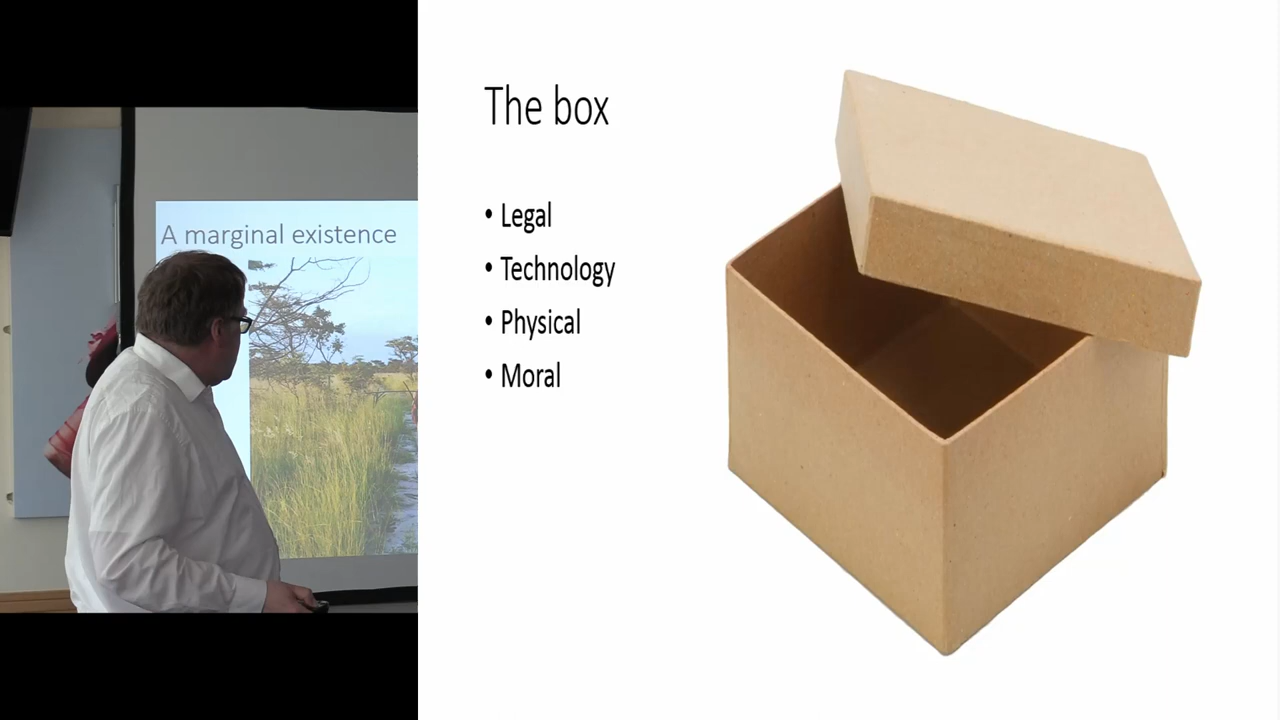 A marginal existence
The box
• Legal
• Technology
• Physical
• Moral